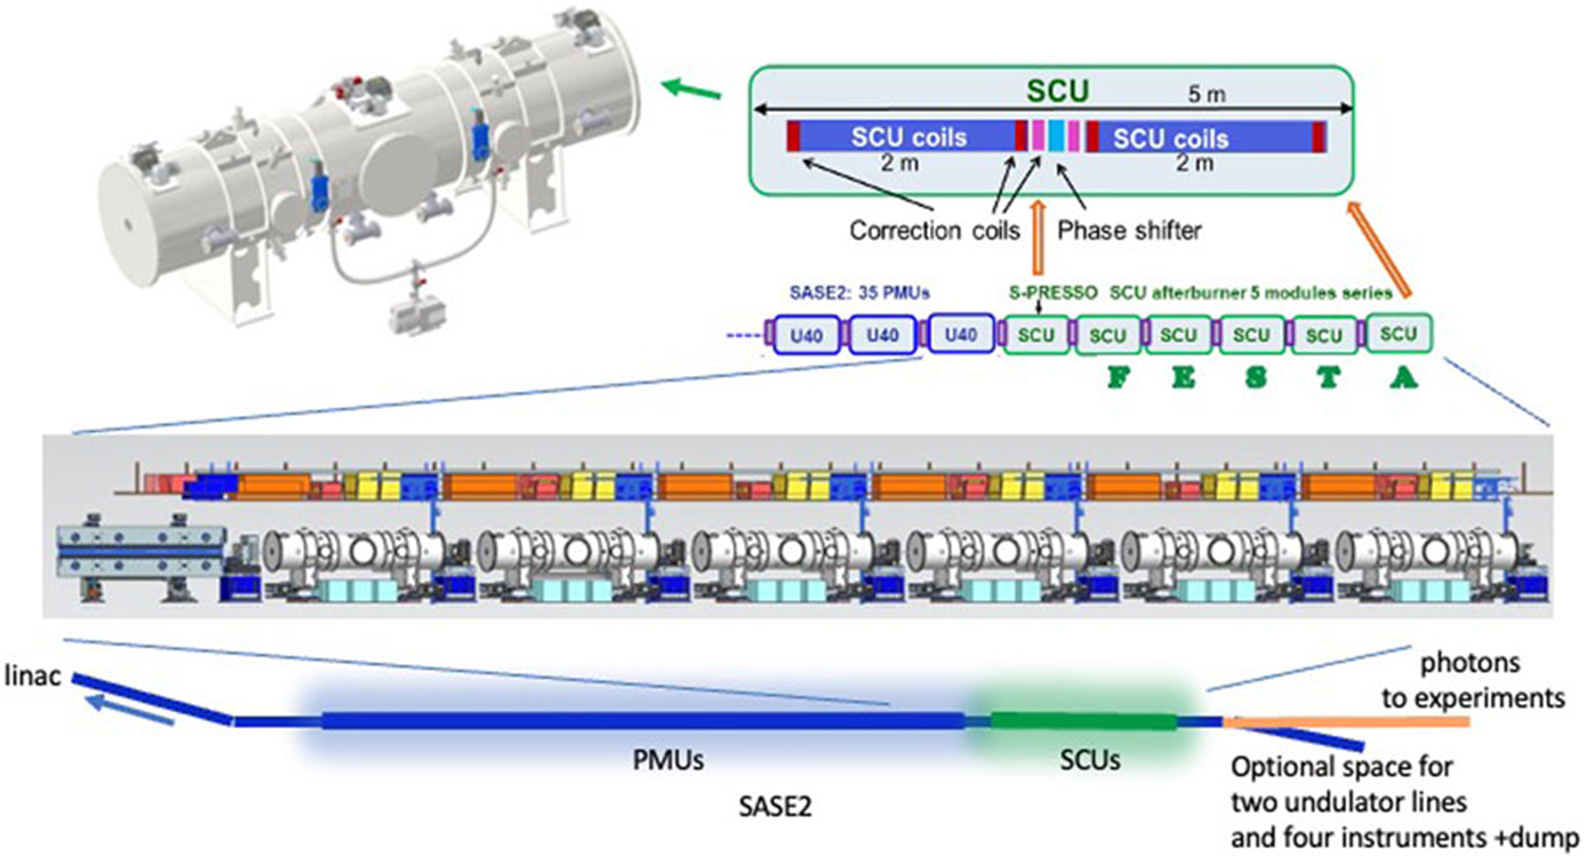 SCU
5 m
SCU coils
SCU coils
2 m
2 m
Correction coils
Phase shifter
SASE2: 35 PMUs
S-PRESSO SCU afterburner 5 modules series
U40 U40 U40 SCU SCU SCU SCU SCU SCU
F E S T A
linac
photons
to experiments
PMUs
SCUs
SASE2
Optional space for
two undulator lines
and four instruments +dump